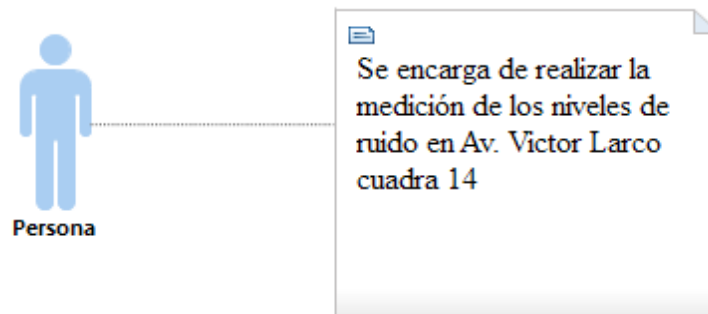 Se encarga de realizar la
medición de los niveles de
ruido en Av. Victor Larco
cuadra 14
Persona